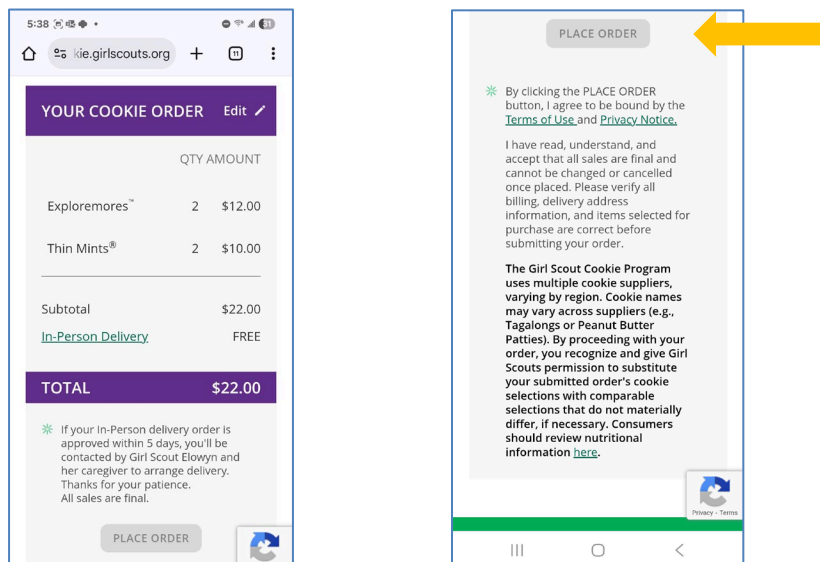 5:38
31
kie.girlscouts.org
11
YOUR COOKIE ORDER Edit
QTY AMOUNT
Exploremores™ 2 $12.00
Thin Mints® 2 $10.00
Subtotal $22.00
In-Person Delivery FREE
TOTAL $22.00
If your In-Person delivery order is
approved within 5 days, you'll be
contacted by Girl Scout Elowyn and
her caregiver to arrange delivery.
Thanks for your patience.
All sales are final.
PLACE ORDER
PLACE ORDER
By clicking the PLACE ORDER
button, I agree to be bound by the
Terms of Use and Privacy Notice.
I have read, understand, and
accept that all sales are final and
cannot be changed or cancelled
once placed. Please verify all
billing, delivery address
information, and items selected for
purchase are correct before
submitting your order.
The Girl Scout Cookie Program
uses multiple cookie suppliers,
varying by region. Cookie names
may vary across suppliers (e.g.,
Tagalongs or Peanut Butter
Patties). By proceeding with your
order, you recognize and give Girl
Scouts permission to substitute
your submitted order's cookie
selections with comparable
selections that do not materially
differ, if necessary. Consumers
should review nutritional
information here.
Privacy - Terms